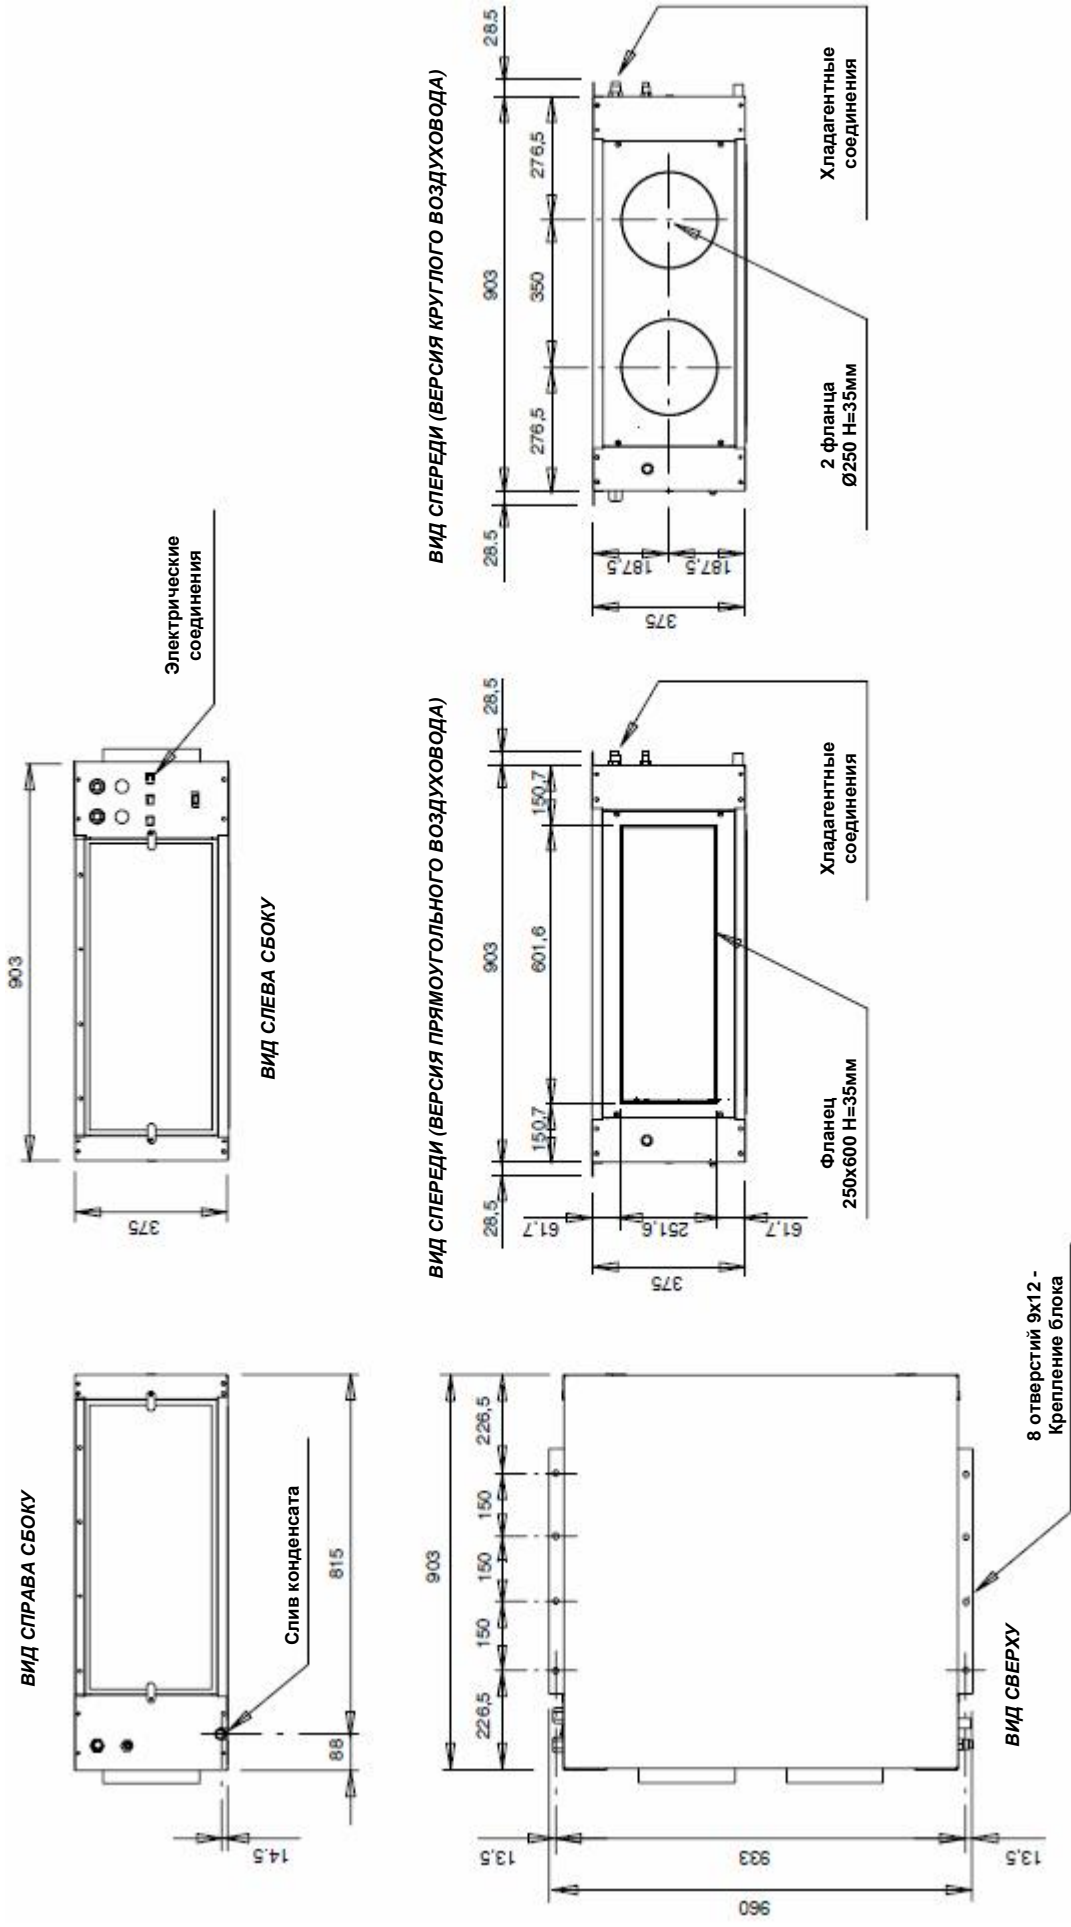 ВИД СПРАВА СБОКУ
Слив конденсата
815
88
14.5
903
375
ВИД СЛЕВА СБОКУ
Электрические
соединения
903
226,5
150
150
150
226,5
13.5
933
13.5
960
ВИД СВЕРХУ
8 отверстий 9x12 -
Крепление блока
ВИД СПЕРЕДИ (ВЕРСИЯ ПРЯМОУГОЛЬНОГО ВОЗДУХОВОДА)
28,5
903
28,5
150,7
601,6
150,7
61,7
251,6
61,7
375
Фланец
250x600 H=35мм
Хладагентные
соединения
ВИД СПЕРЕДИ (ВЕРСИЯ КРУГЛОГО ВОЗДУХОВОДА)
28.5
903
28.5
276,5
350
276,5
187.5
187.5
375
2 фланца
Ø250 H=35мм
Хладагентные
соединения